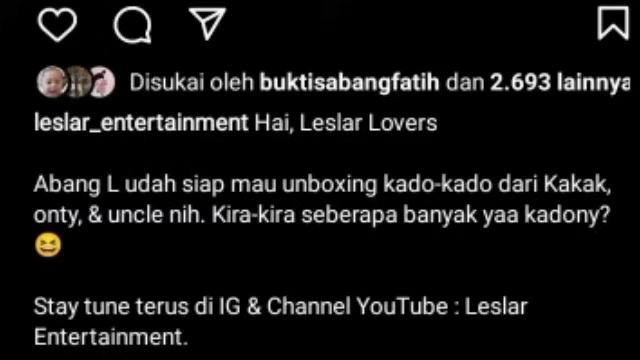 Disukai oleh buktisabangfatih dan 2.693 lainnya
leslar_entertainment Hai, Leslar Lovers
Abang L udah siap mau unboxing kado-kado dari Kakak,
onty, & uncle nih. Kira-kira seberapa banyak yaa kadony?
😆
Stay tune terus di IG & Channel YouTube : Leslar
Entertainment.